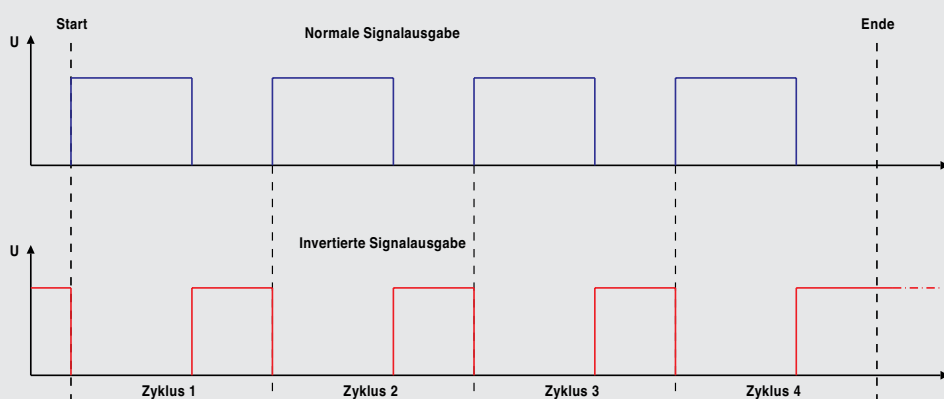 Start
Ende
Normale Signalausgabe
U
Invertierte Signalausgabe
U
Zyklus 1
Zyklus 2
Zyklus 3
Zyklus 4